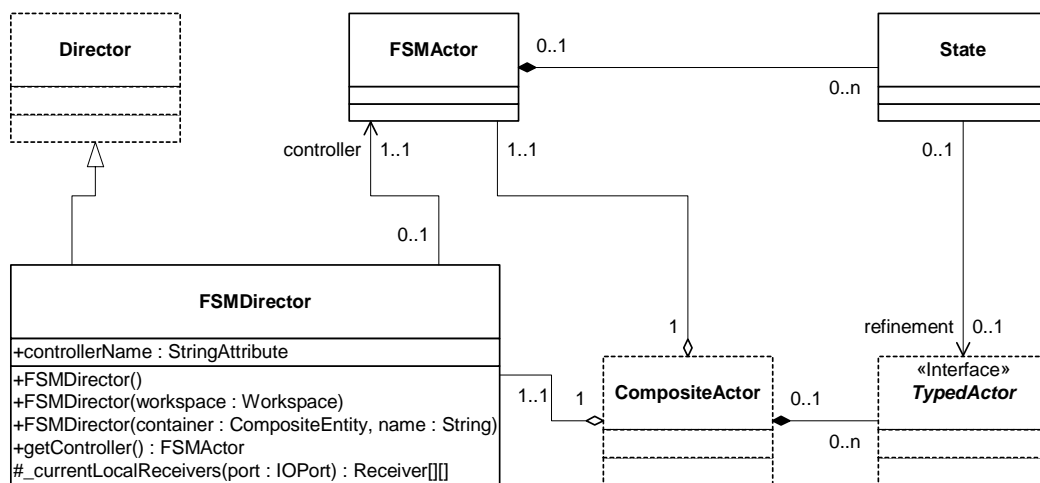 Director
FSMActor
0..1
0..n
State
controller
1..1
1..1
0..1
0..1
FSMDirector
+controllerName : StringAttribute
+FSMDirector()
+FSMDirector(workspace : Workspace)
+FSMDirector(container : CompositeEntity, name : String)
+getController() : FSMActor
#_currentLocalReceivers(port : IOPort) : Receiver[][]
1..1
1
1
CompositeActor
0..1
0..n
refinement
0..1
«Interface»
TypedActor